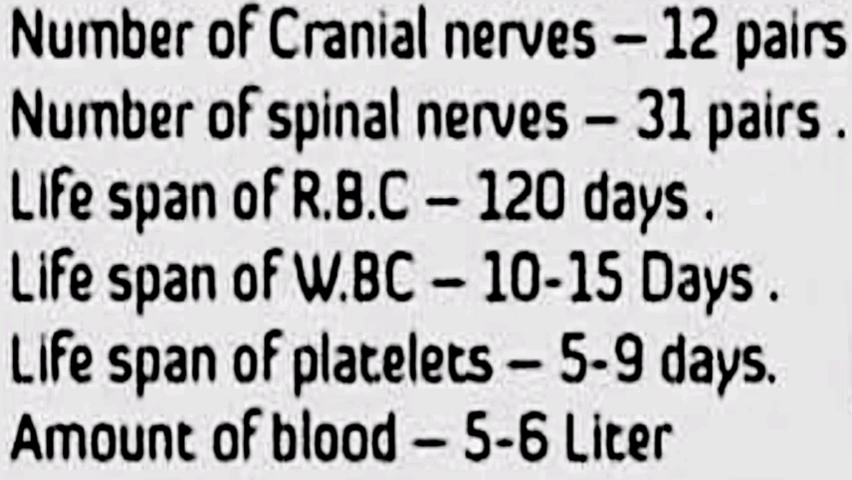 Number of Cranial nerves – 12 pairs
Number of spinal nerves – 31 pairs .
Life span of R.B.C – 120 days .
Life span of W.BC – 10-15 Days .
Life span of platelets – 5-9 days.
Amount of blood – 5-6 Liter